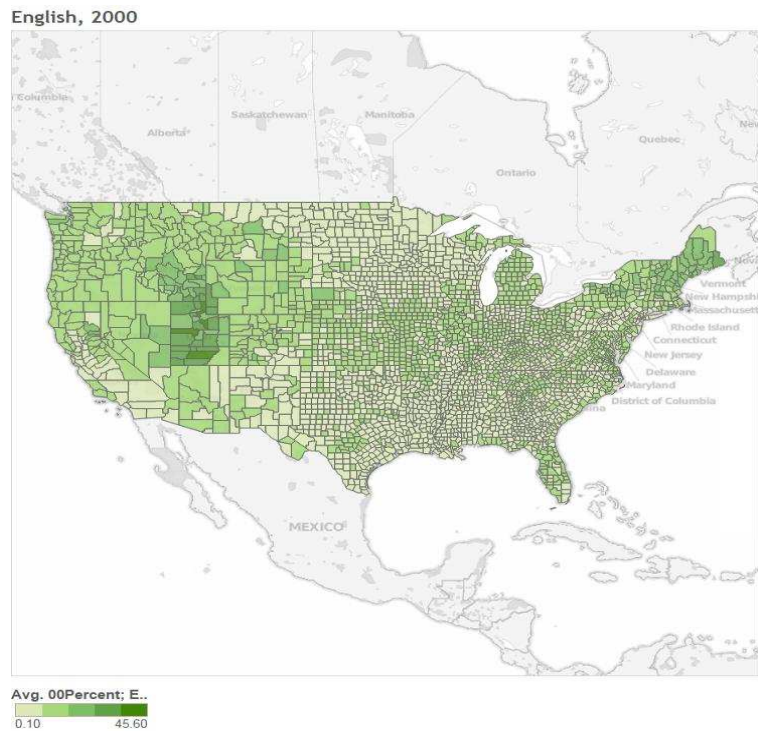 English, 2000
Columbia
Alberta
Saskatchewan
Manitoba
Ontario
Quebec
Vermont
New Hampshir
Massachuset
Rhode Island
Connecticut
New Jersey
Delaware
Maryland
District of Columbia
MEXICO
Avg. 00Percent; E..
0.10 45.60